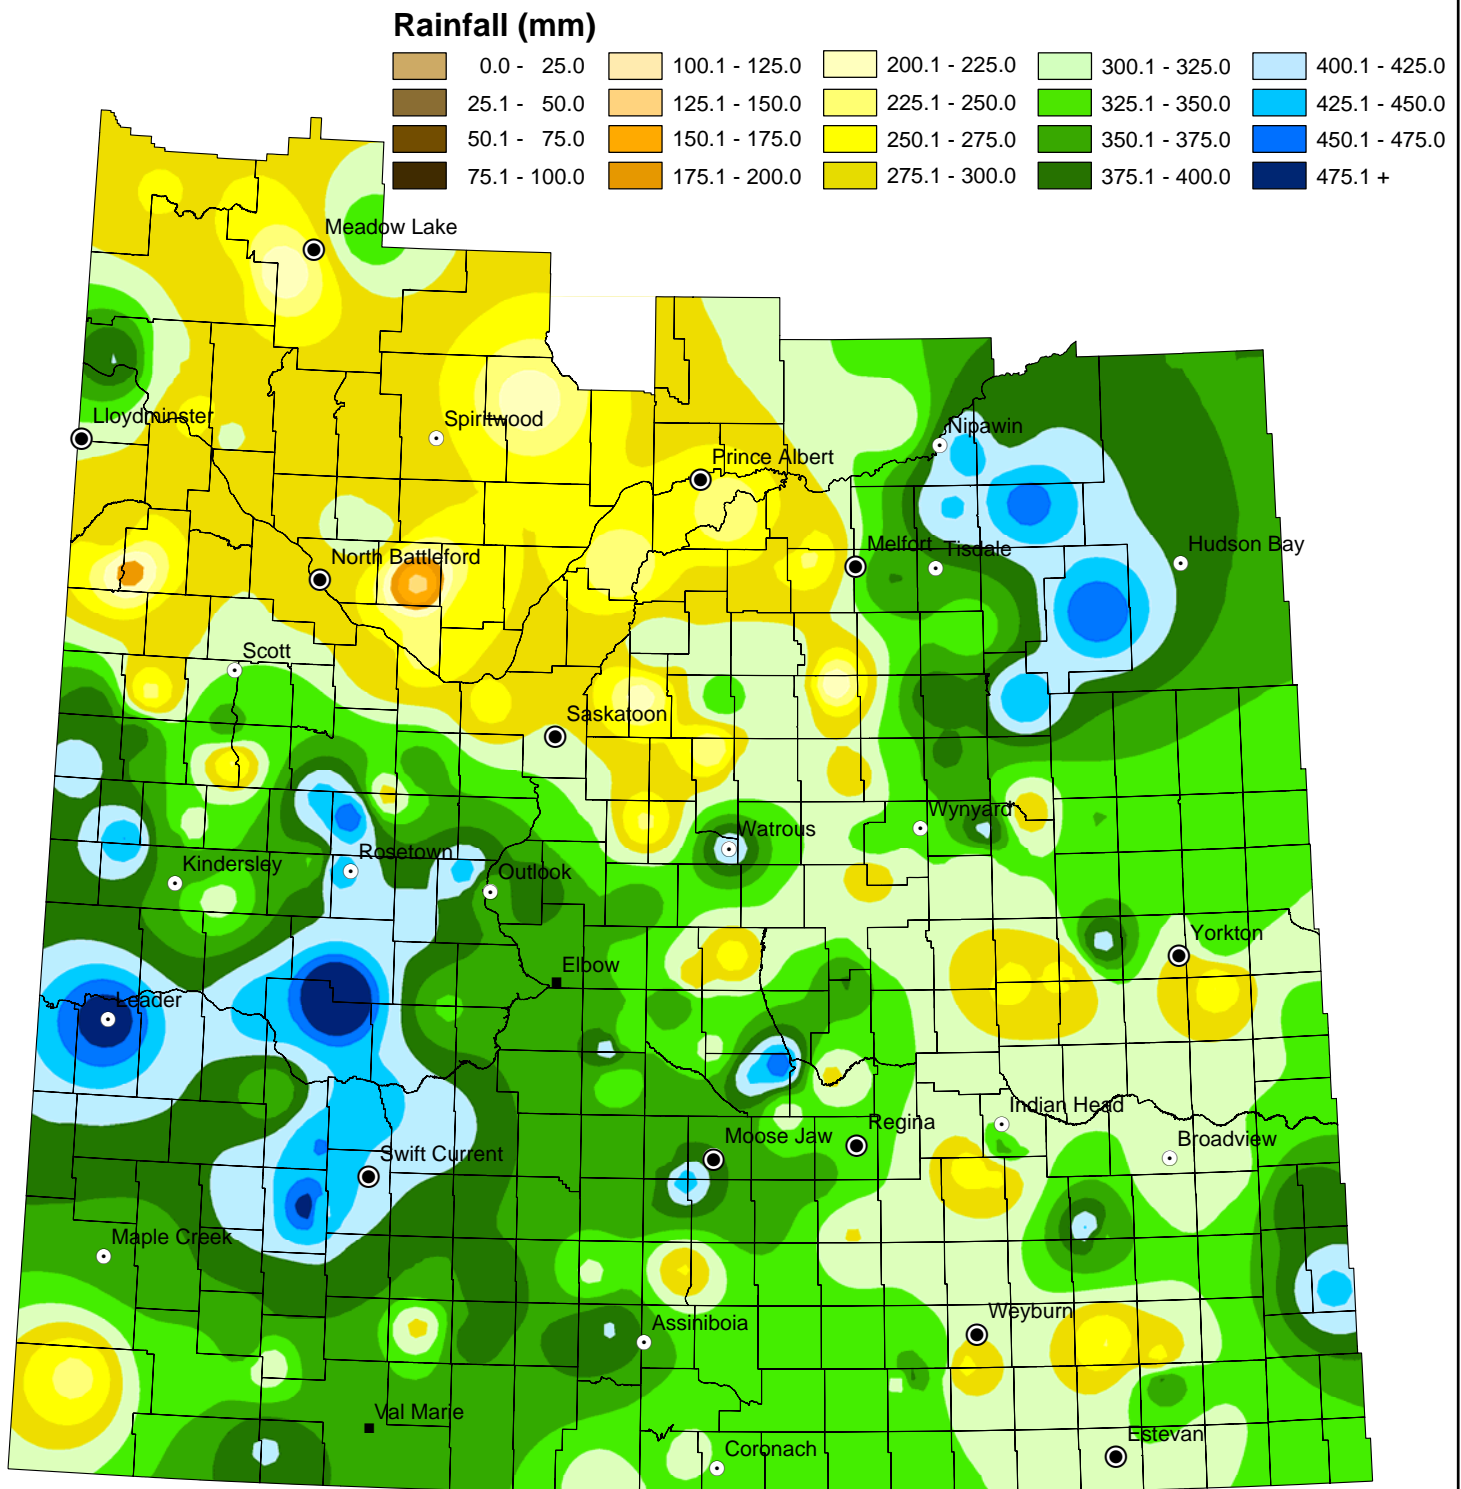 Rainfall (mm)
0.0 - 25.0
25.1 - 50.0
50.1 - 75.0
75.1 - 100.0
100.1 - 125.0
125.1 - 150.0
150.1 - 175.0
175.1 - 200.0
200.1 - 225.0
225.1 - 250.0
250.1 - 275.0
275.1 - 300.0
300.1 - 325.0
325.1 - 350.0
350.1 - 375.0
375.1 - 400.0
400.1 - 425.0
425.1 - 450.0
450.1 - 475.0
475.1 +
Meadow Lake
Lloydminster
Spiritwood
Nipawin
Prince Albert
North Battleford
Melfort
Tisdale
Hudson Bay
Scott
Saskatoon
Watrous
Wynyard
Kindersley
Rosetown
Outlook
Yorkton
Elbow
Leader
Indian Head
Regina
Moose Jaw
Broadview
Swift Current
Maple Creek
Weyburn
Assiniboia
Val Marie
Estevan
Coronach